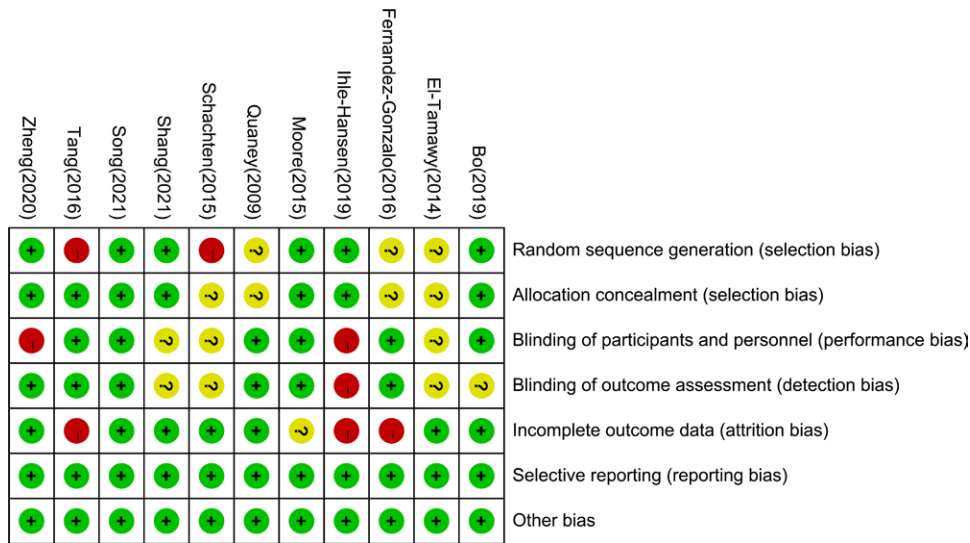 Zheng(2020)
Tang(2016)
Song(2021)
Shang(2021)
Schachten(2015)
Quaney(2009)
Moore(2015)
Ihle-Hansen(2019)
Fernandez-Gonzalo(2016)
El-Tamawy(2014)
Bo(2019)
+ - + + - ? + + ? ? + Random sequence generation (selection bias)
+ + + + ? ? + + ? ? + Allocation concealment (selection bias)
- + + ? ? + + - + ? + Blinding of participants and personnel (performance bias)
+ + + ? ? + + - + ? ? Blinding of outcome assessment (detection bias)
+ - + + + + ? - - + + Incomplete outcome data (attrition bias)
+ + + + + + + + + + + Selective reporting (reporting bias)
+ + + + + + + + + + + Other bias